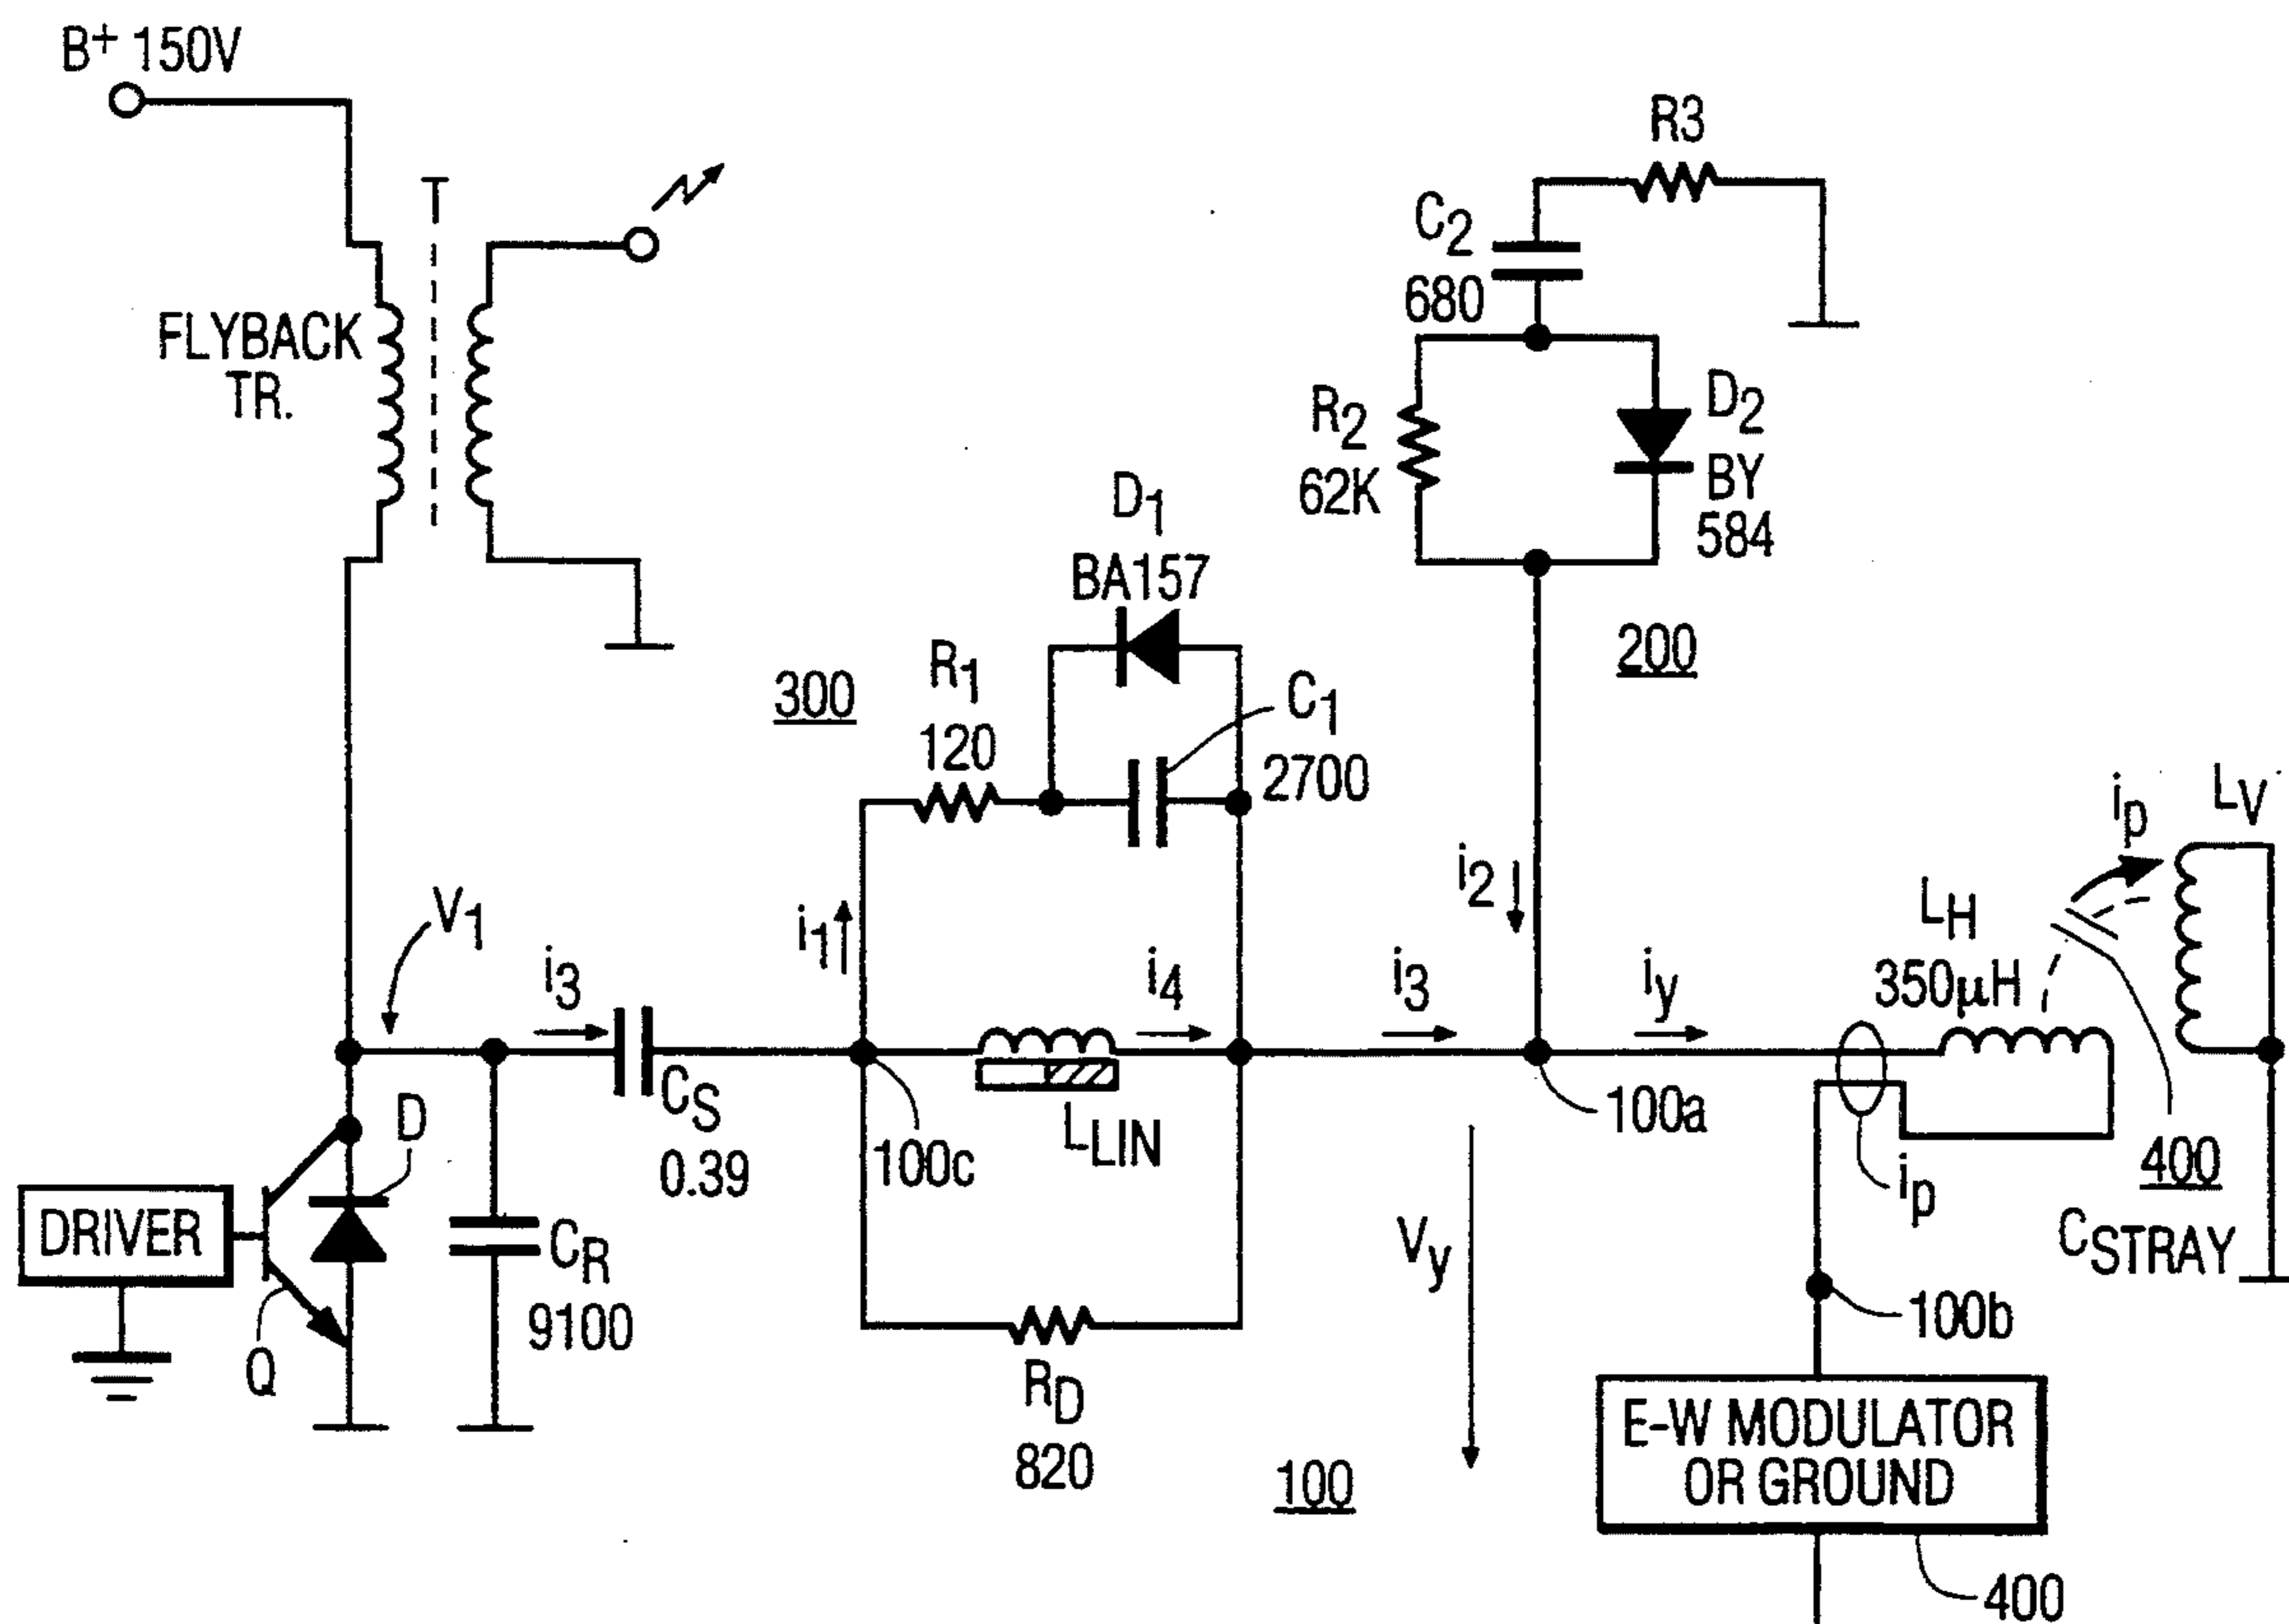 B+ 150V
T
FLYBACK
TR.
R3
C2
680
R2
62K
D2
BY
584
200
D1
BA157
300
R1
120
C1
2700
V1
i3
i1
i4
i3
i2
iy
LH
350µH
ip
LV
CS
0.39
100c
LLIN
100a
ip
400
CSTRAY
DRIVER
D
Q
CR
9100
RD
820
100
Vy
100b
E-W MODULATOR
OR GROUND
400